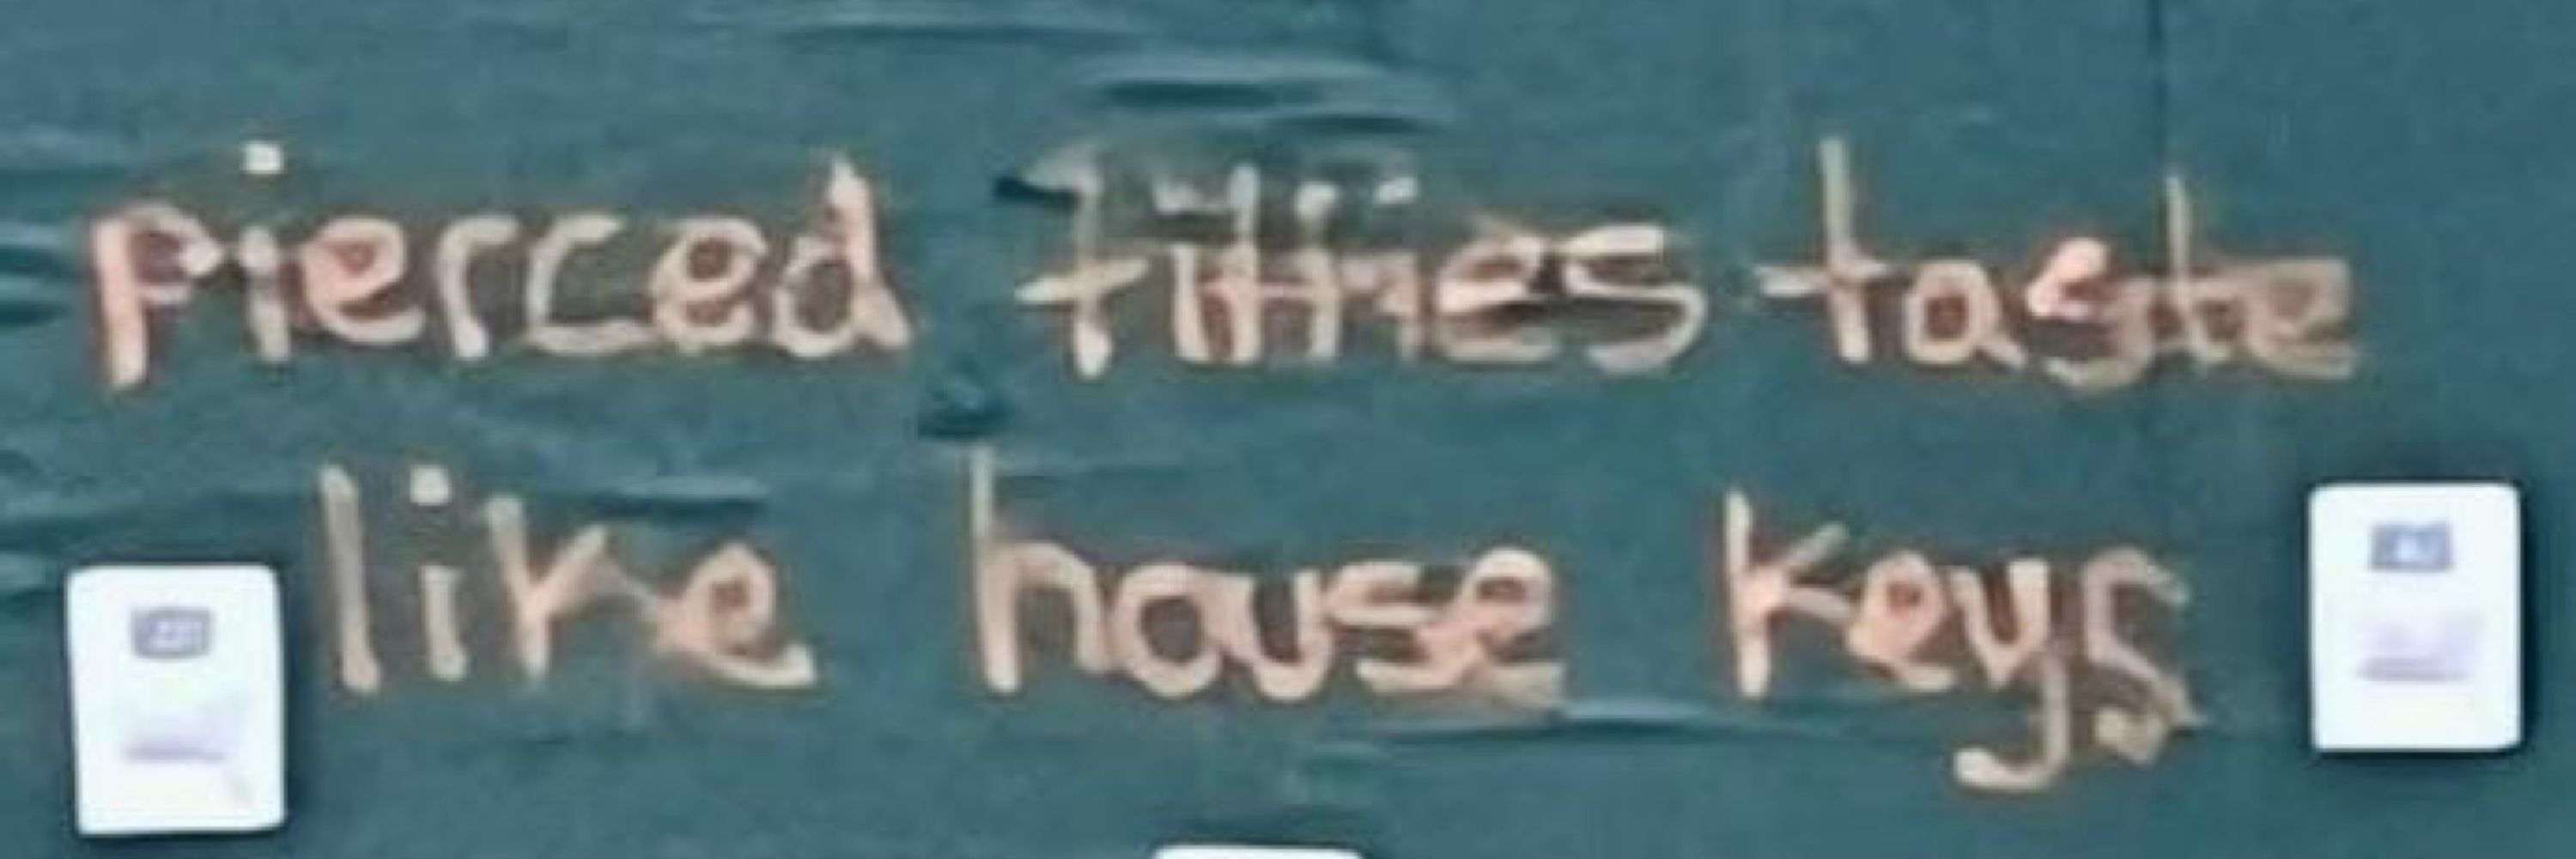 pierced titties taste
like house keys